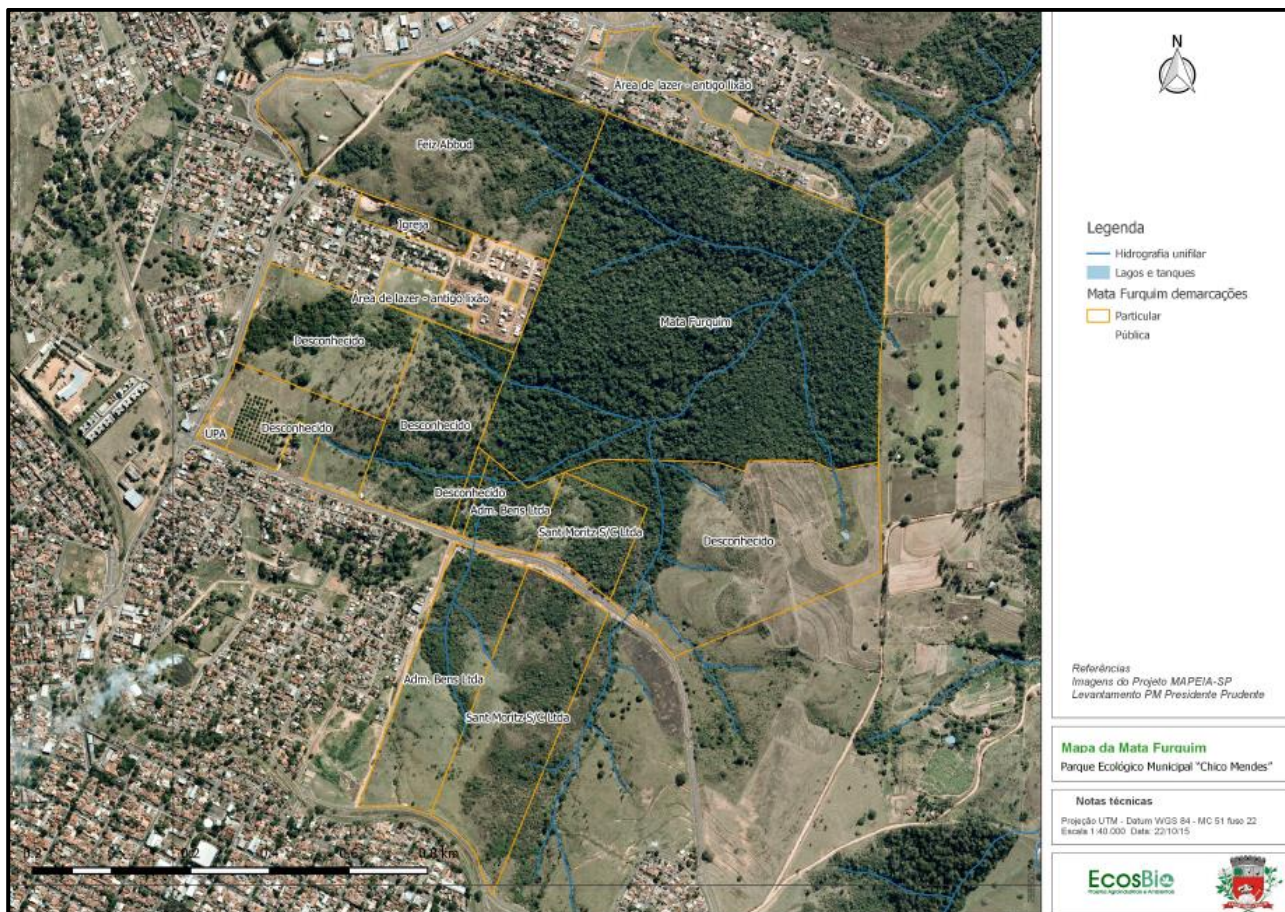 Área de lazer - antigo lixão
Feiz Abbud
Igreja
Área de lazer - antigo lixão
Mata Furquim
Desconhecido
Desconhecido
Desconhecido
UPA
Desconhecido
Adm. Bens Ltda
Sant Moritz S/C Ltda
Desconhecido
Adm. Bens Ltda
Sant Moritz S/C Ltda
0.8 km
N
Legenda
Hidrografia unifilar
Lagos e tanques
Mata Furquim demarcações
Particular
Pública
Referências
Imagens do Projeto MAPEIA-SP
Levantamento PM Presidente Prudente
Mapa da Mata Furquim
Parque Ecológico Municipal "Chico Mendes"
Notas técnicas
Projeção UTM - Datum WGS 84 - MC 51 fuso 22
Escala 1:40.000 Data: 22/10/15
EcosBio